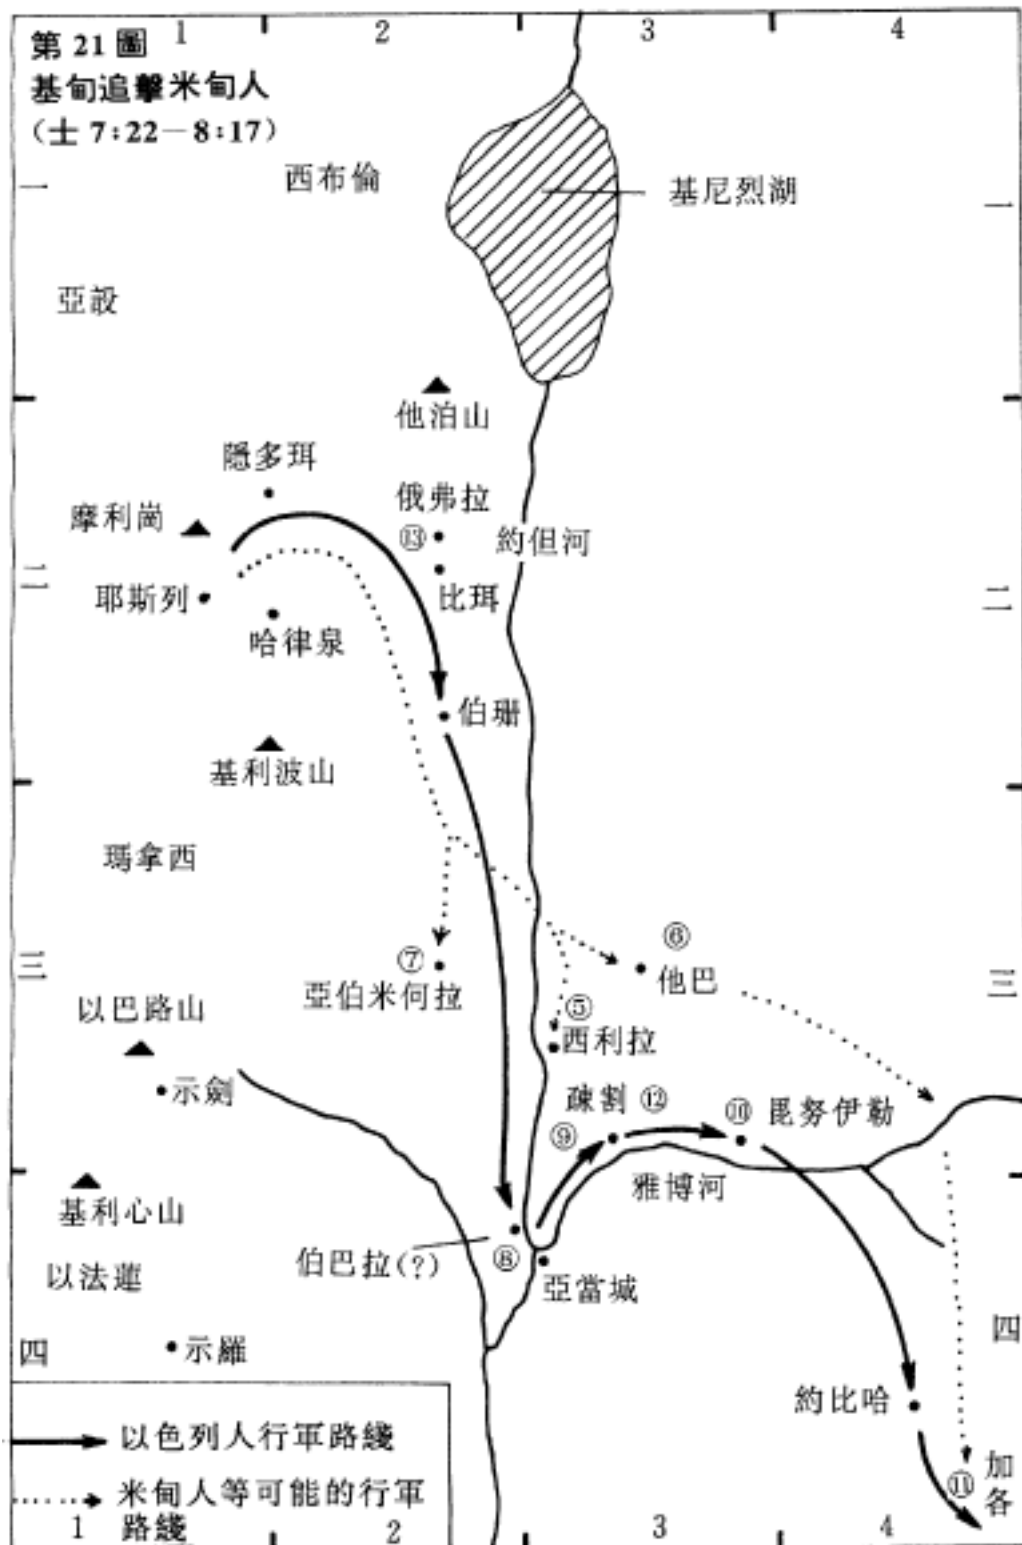 1 2 3 4
第 21 圖
基甸追擊米甸人
(士 7:22－8:17)
西布倫
一 基尼烈湖 一
亞設
他泊山
隱多珥
俄弗拉
摩利崗
⑬ 約但河
二 二
耶斯列 比珥
哈律泉
伯珊
基利波山
瑪拿西
⑥
⑦ 三 他巴 三
亞伯米何拉
以巴路山 ⑤
西利拉
示劍 疎割 ⑫ ⑩ 毘努伊勒
⑨
基利心山 雅博河
伯巴拉(?) ⑧
以法蓮 亞當城
四 示羅 四
約比哈
以色列人行軍路綫
⑪ 加各
米甸人等可能的行軍
路綫
1 2 3 4